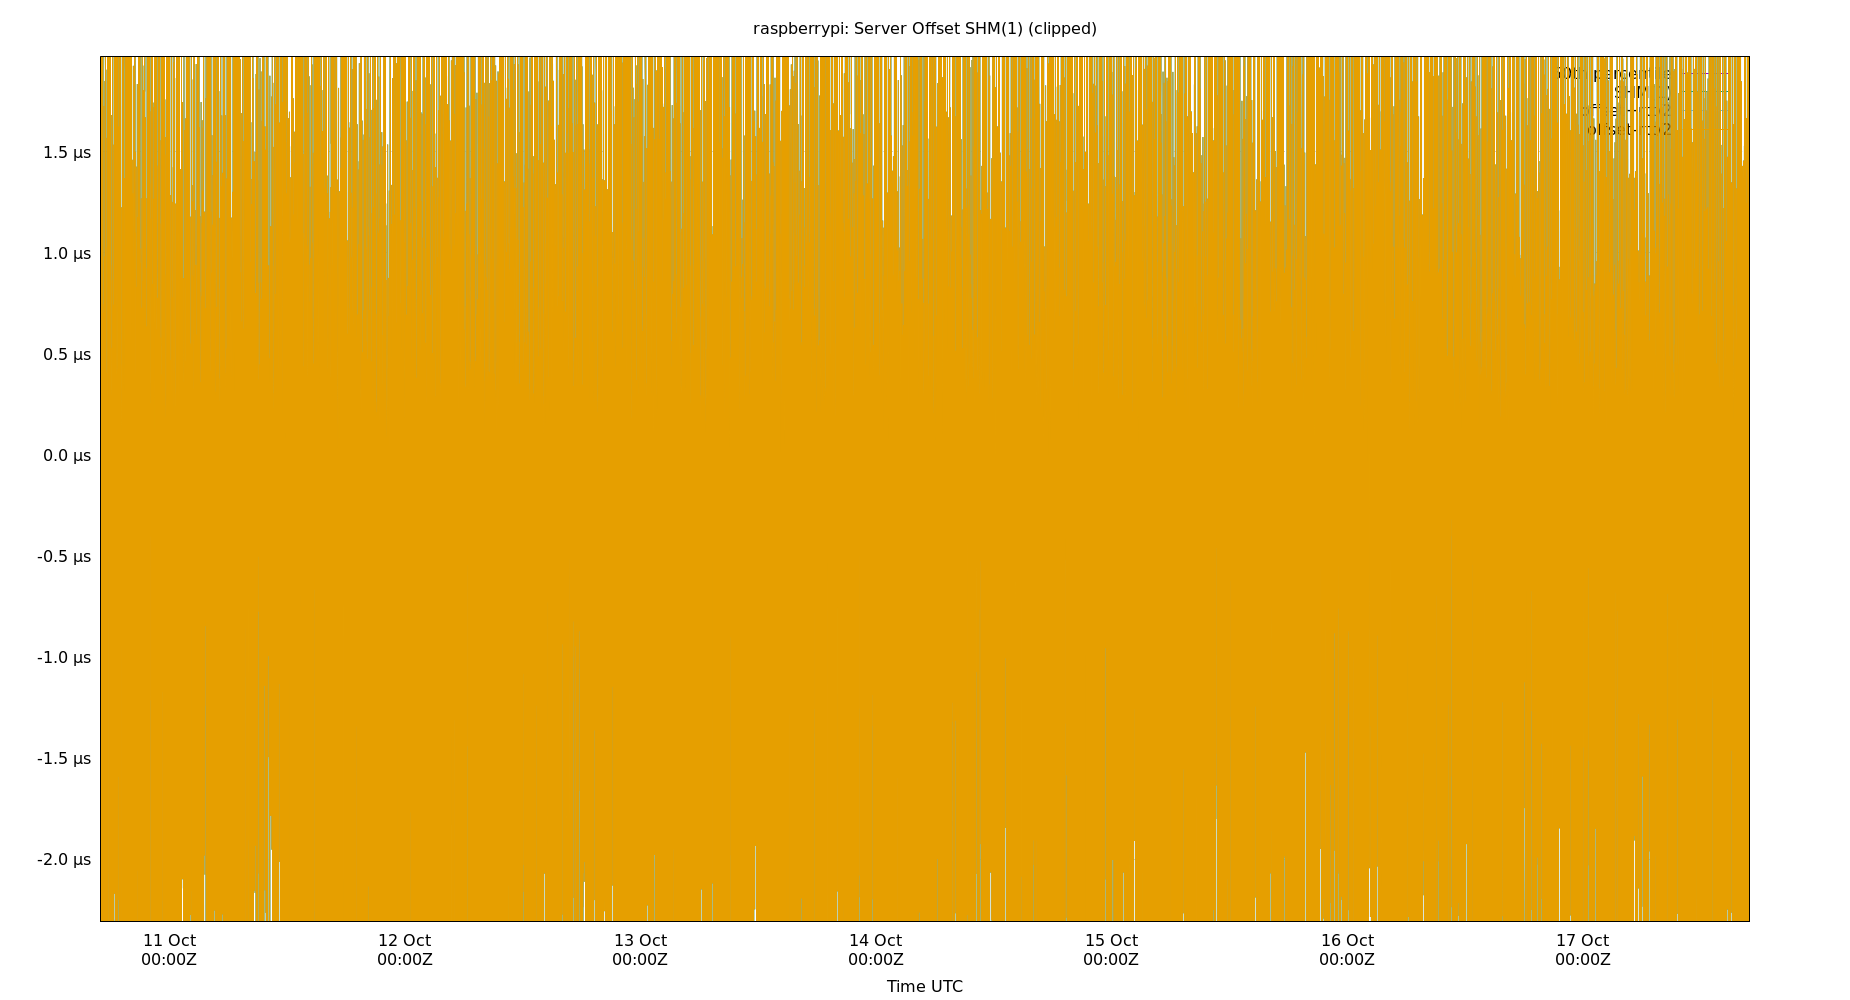 raspberrypi: Server Offset SHM(1) (clipped)
1.5 µs
1.0 µs
0.5 µs
0.0 µs
-0.5 µs
-1.0 µs
-1.5 µs
-2.0 µs
11 Oct
00:00Z
12 Oct
00:00Z
13 Oct
00:00Z
14 Oct
00:00Z
15 Oct
00:00Z
16 Oct
00:00Z
17 Oct
00:00Z
Time UTC